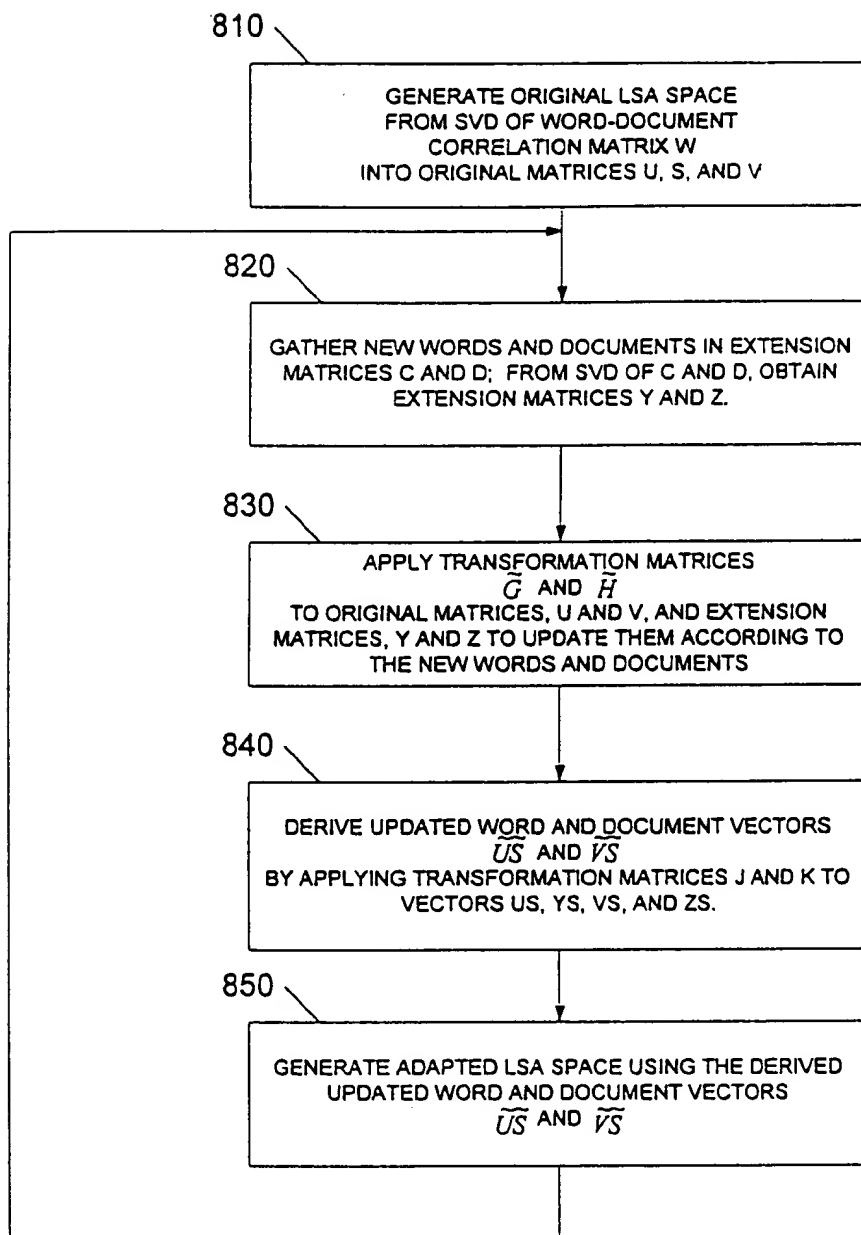 810
GENERATE ORIGINAL LSA SPACE
FROM SVD OF WORD-DOCUMENT
CORRELATION MATRIX W
INTO ORIGINAL MATRICES U, S, AND V
820
GATHER NEW WORDS AND DOCUMENTS IN EXTENSION
MATRICES C AND D; FROM SVD OF C AND D, OBTAIN
EXTENSION MATRICES Y AND Z.
830
APPLY TRANSFORMATION MATRICES
G̃ AND H̃
TO ORIGINAL MATRICES, U AND V, AND EXTENSION
MATRICES, Y AND Z TO UPDATE THEM ACCORDING TO
THE NEW WORDS AND DOCUMENTS
840
DERIVE UPDATED WORD AND DOCUMENT VECTORS
U͠S AND V͠S
BY APPLYING TRANSFORMATION MATRICES J AND K TO
VECTORS US, YS, VS, AND ZS.
850
GENERATE ADAPTED LSA SPACE USING THE DERIVED
UPDATED WORD AND DOCUMENT VECTORS
U͠S AND V͠S